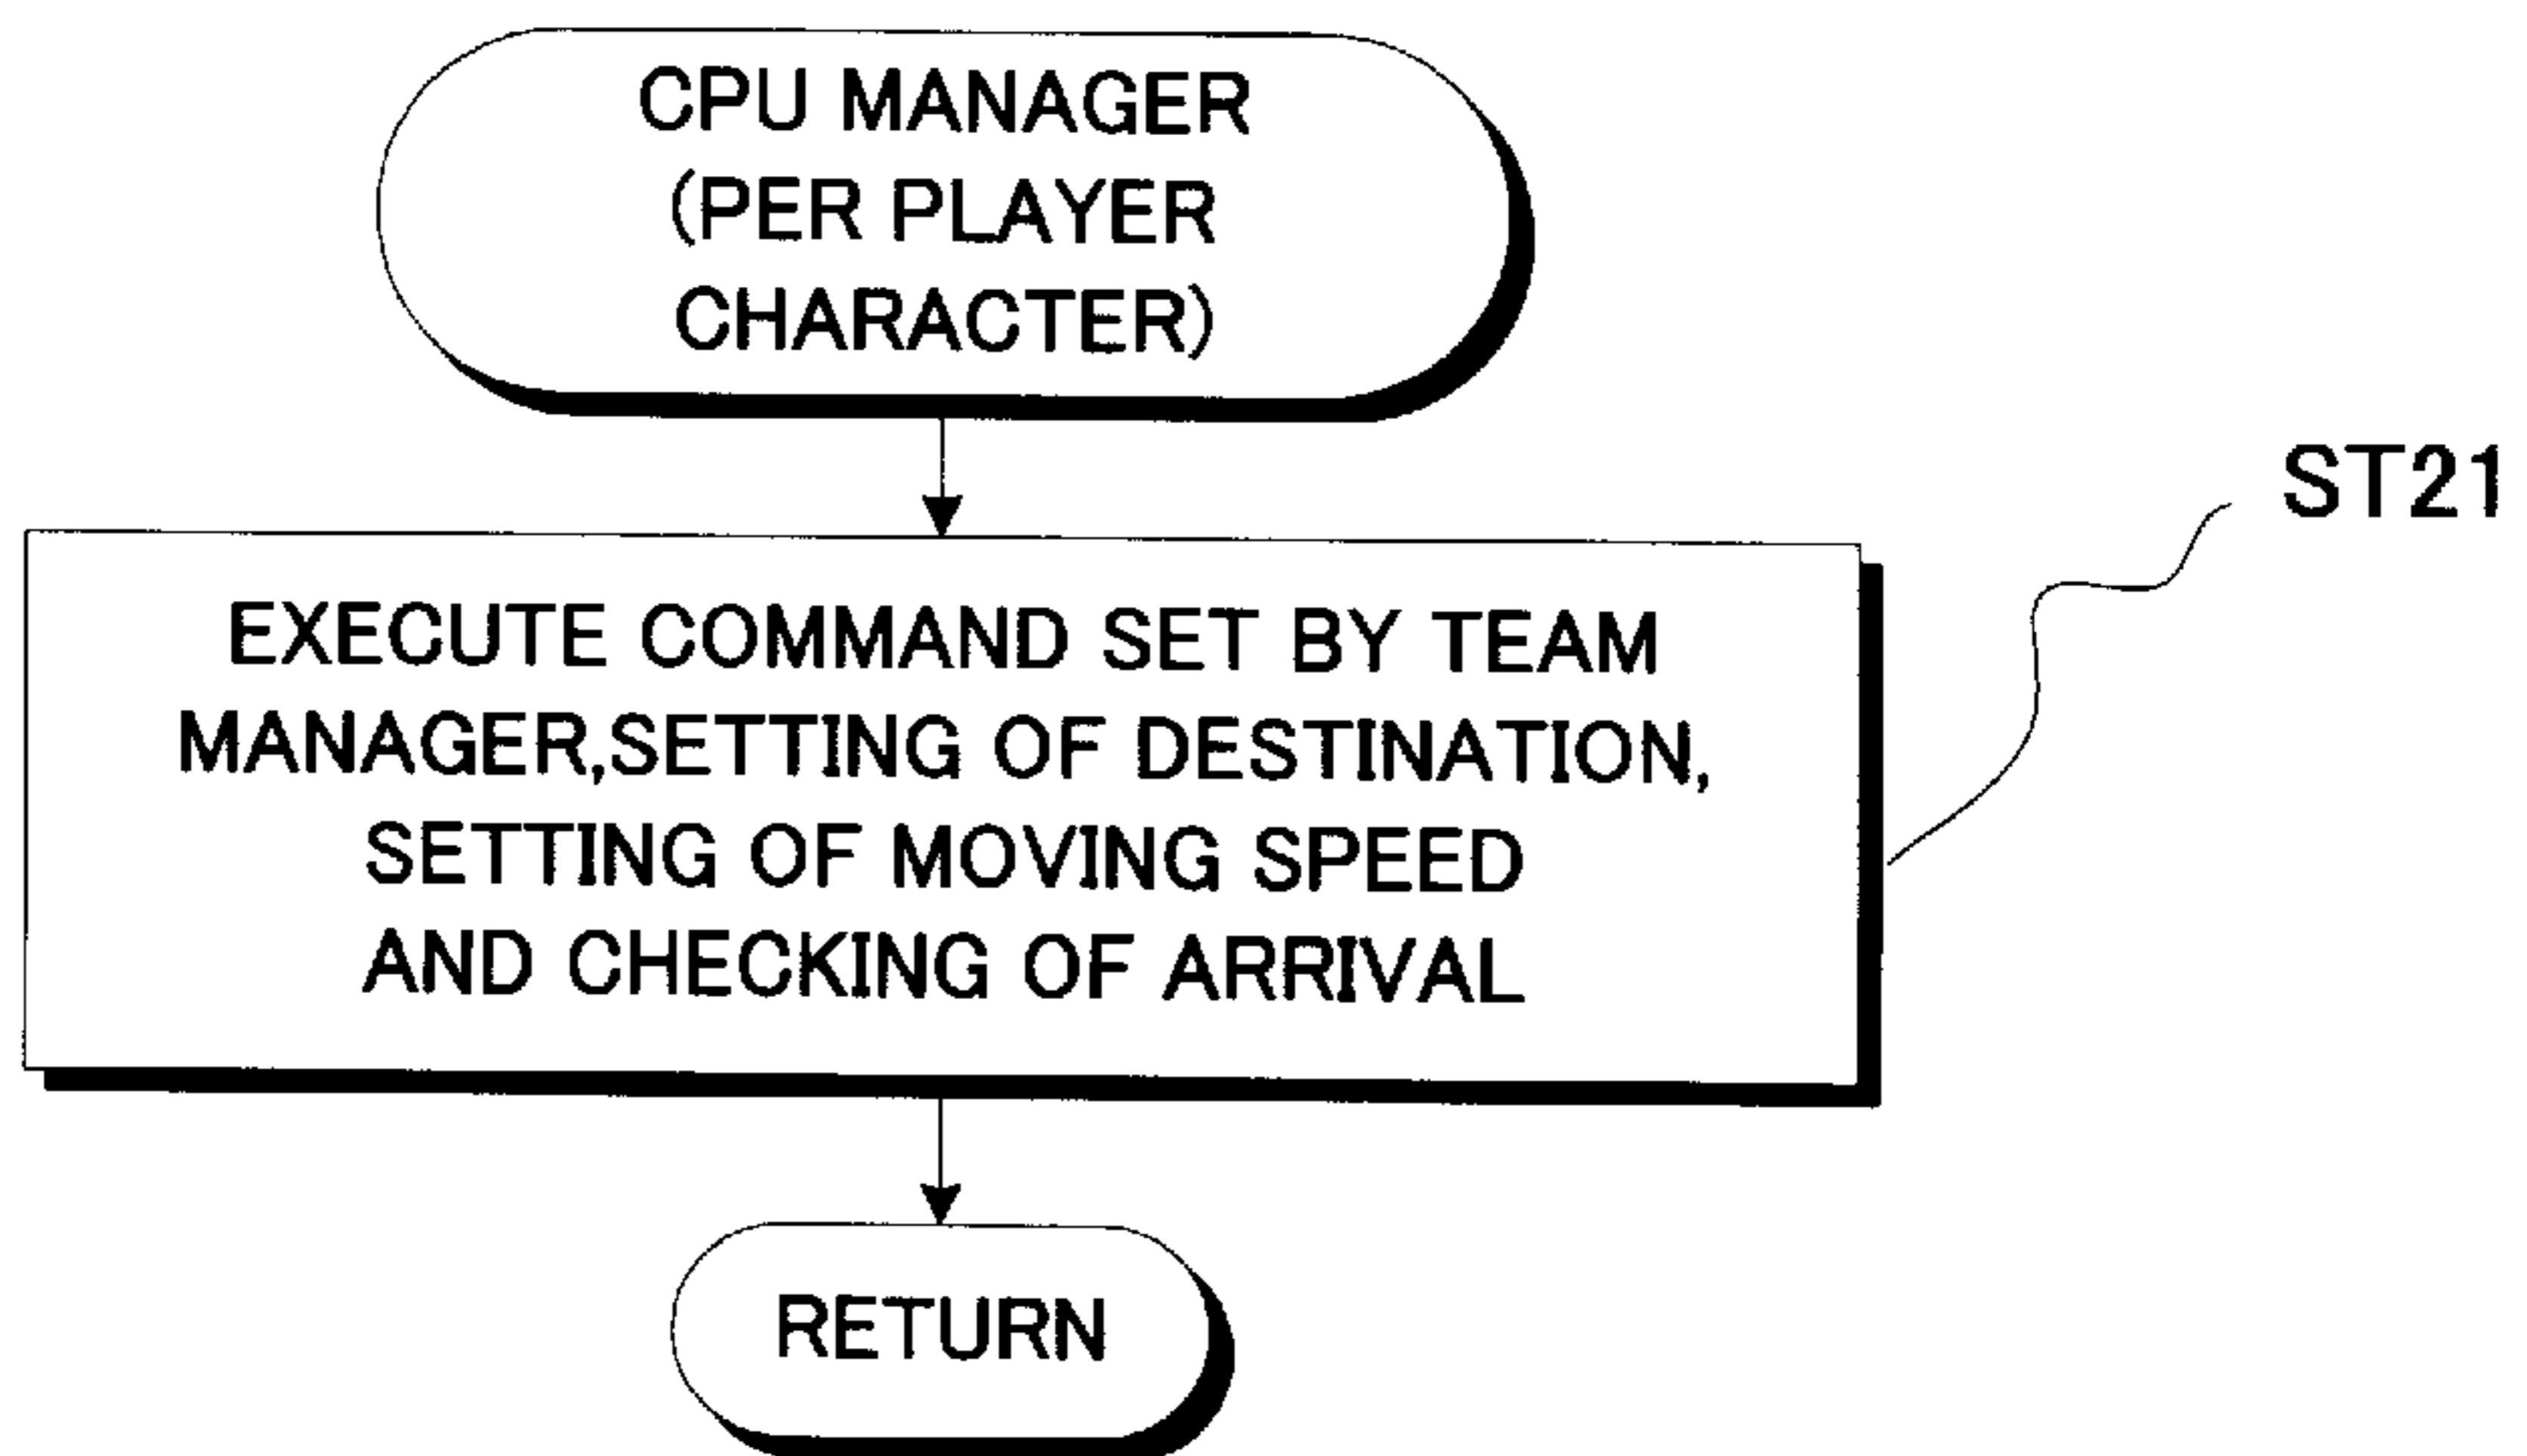 CPU MANAGER
(PER PLAYER
CHARACTER)
ST21
EXECUTE COMMAND SET BY TEAM
MANAGER,SETTING OF DESTINATION,
SETTING OF MOVING SPEED
AND CHECKING OF ARRIVAL
RETURN